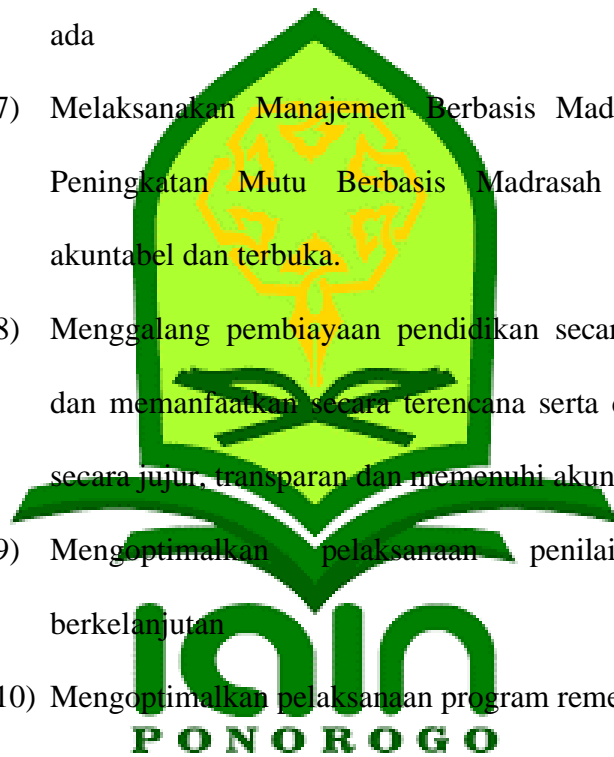 ada
7) Melaksanakan Manajemen Berbasis Mad
Peningkatan Mutu Berbasis Madrasah
akuntabel dan terbuka.
8) Menggalang pembiayaan pendidikan secar
dan memanfaatkan secara terencana serta
secara jujur, transparan dan memenuhi akun
9) Mengoptimalkan pelaksanaan penilai
berkelanjutan
10) Mengoptimalkan pelaksanaan program reme
iain
PONOROGO